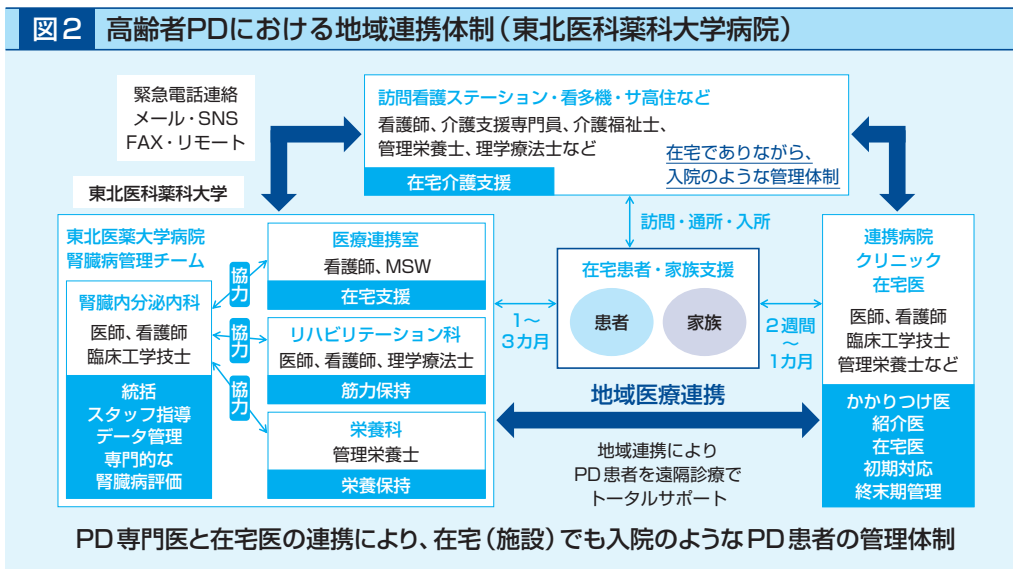 図2 高齢者PDにおける地域連携体制（東北医科薬科大学病院）
緊急電話連絡
メール・SNS
FAX・リモート
訪問看護ステーション・看多機・サ高住など
看護師、介護支援専門員、介護福祉士、
管理栄養士、理学療法士など
在宅でありながら、
入院のような管理体制
在宅介護支援
東北医科薬科大学
訪問・通所・入所
東北医薬大学病院
腎臓病管理チーム
腎臓内分泌内科
医師、看護師
臨床工学技士
統括
スタッフ指導
データ管理
専門的な
腎臓病評価
協力
協力
協力
医療連携室
看護師、MSW
在宅支援
リハビリテーション科
医師、看護師、理学療法士
筋力保持
栄養科
管理栄養士
栄養保持
1～
3カ月
在宅患者・家族支援
患者
家族
2週間
～
1カ月
地域医療連携
地域連携により
PD患者を遠隔診療で
トータルサポート
連携病院
クリニック
在宅医
医師、看護師
臨床工学技士
管理栄養士など
かかりつけ医
紹介医
在宅医
初期対応
終末期管理
PD専門医と在宅医の連携により、在宅（施設）でも入院のようなPD患者の管理体制